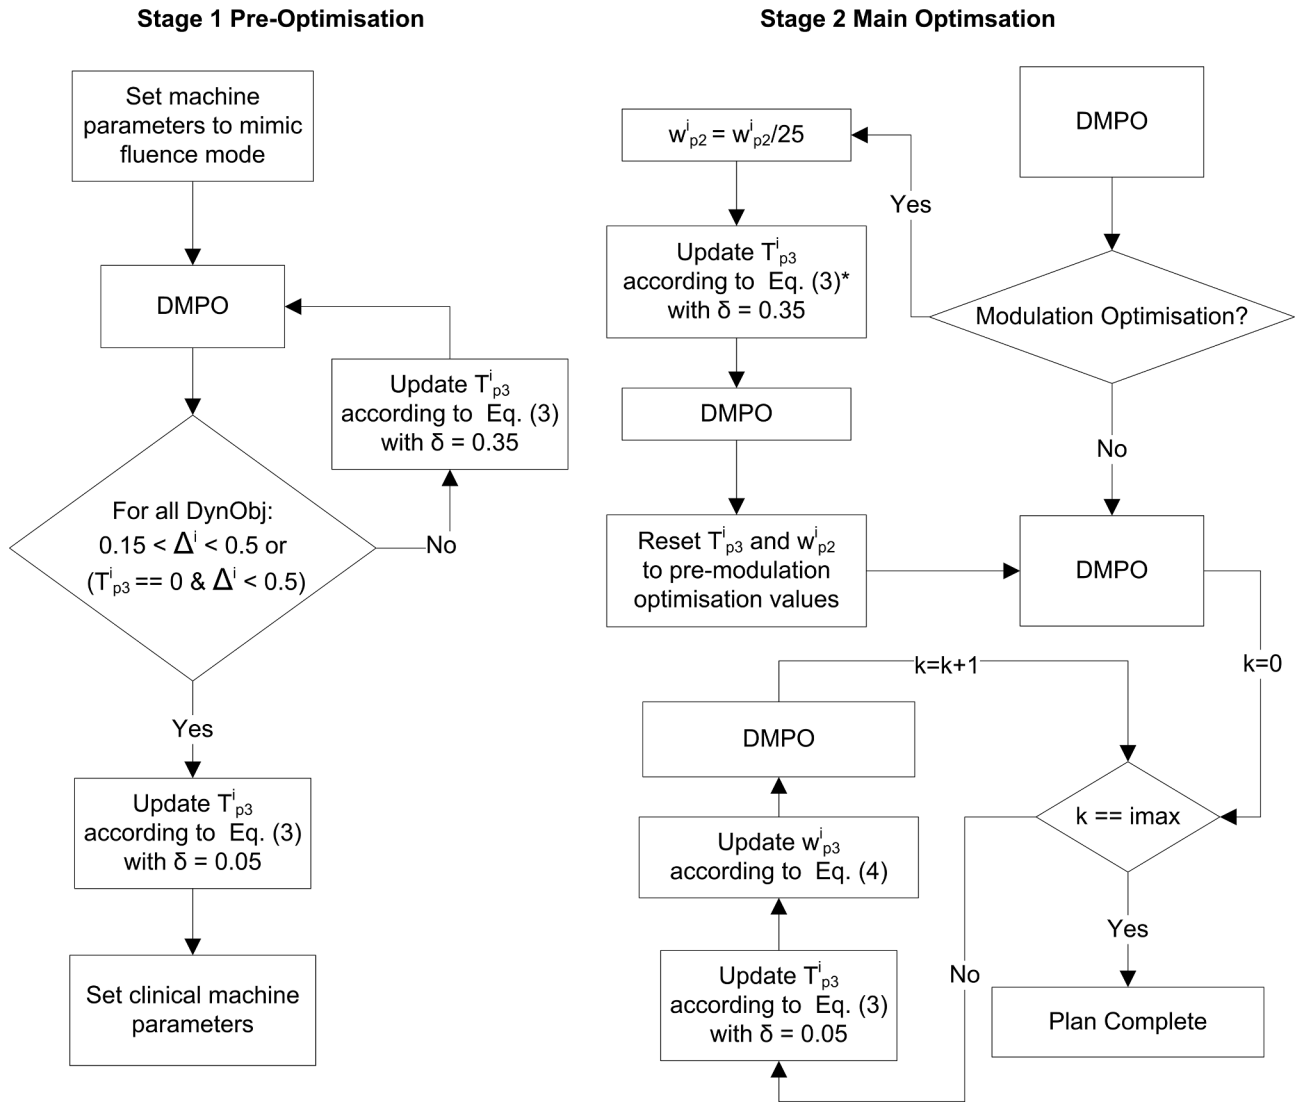 Stage 1 Pre-Optimisation
Set machine
parameters to mimic
fluence mode
DMPO
Update T^i_p3
according to Eq. (3)
with δ = 0.35
For all DynObj:
0.15 < Δ^i < 0.5 or
(T^i_p3 == 0 & Δ^i < 0.5)
No
Yes
Update T^i_p3
according to Eq. (3)
with δ = 0.05
Set clinical machine
parameters
Stage 2 Main Optimsation
DMPO
Modulation Optimisation?
Yes
w^i_p2 = w^i_p2/25
Update T^i_p3
according to Eq. (3)*
with δ = 0.35
DMPO
Reset T^i_p3 and w^i_p2
to pre-modulation
optimisation values
No
DMPO
k=0
k == imax
No
Update T^i_p3
according to Eq. (3)
with δ = 0.05
Update w^i_p3
according to Eq. (4)
DMPO
k=k+1
Yes
Plan Complete